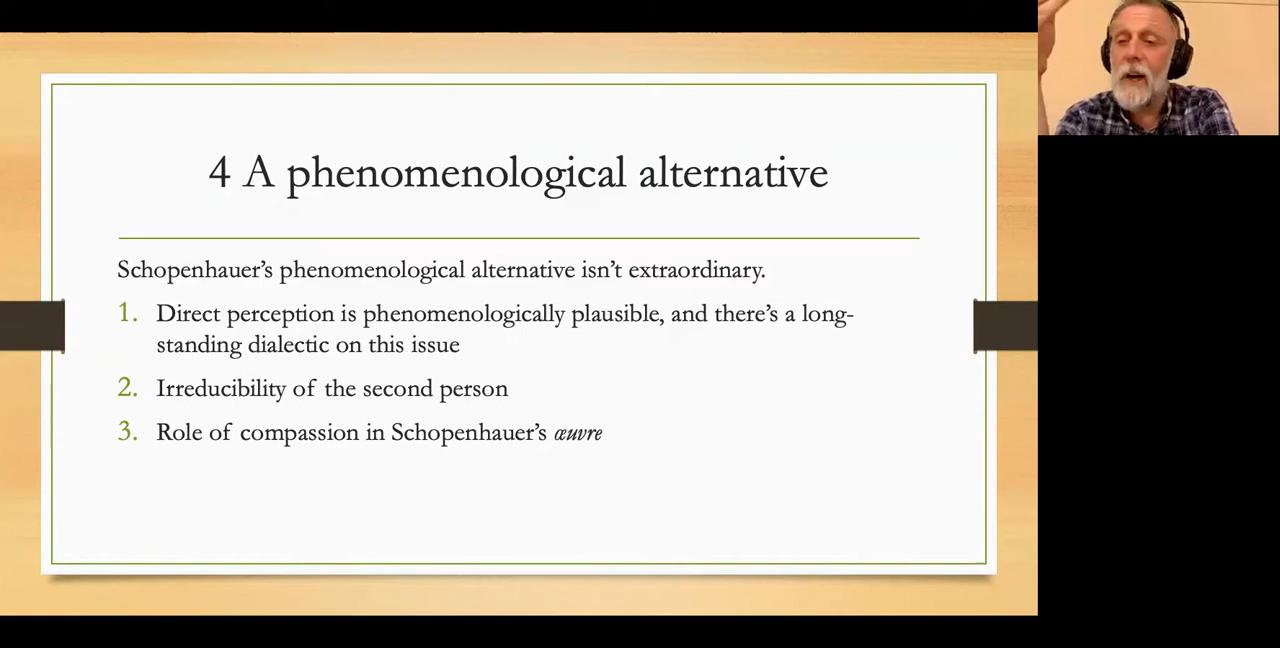 4 A phenomenological alternative
Schopenhauer’s phenomenological alternative isn’t extraordinary.
1. Direct perception is phenomenologically plausible, and there’s a long-
standing dialectic on this issue
2. Irreducibility of the second person
3. Role of compassion in Schopenhauer’s œuvre